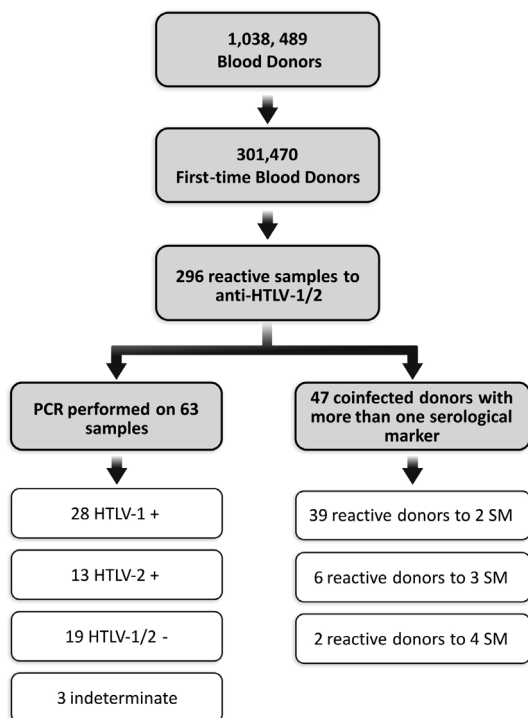 1,038, 489
Blood Donors
301,470
First-time Blood Donors
296 reactive samples to
anti-HTLV-1/2
PCR performed on 63
samples
28 HTLV-1 +
13 HTLV-2 +
19 HTLV-1/2 -
3 indeterminate
47 coinfected donors with
more than one serological
marker
39 reactive donors to 2 SM
6 reactive donors to 3 SM
2 reactive donors to 4 SM